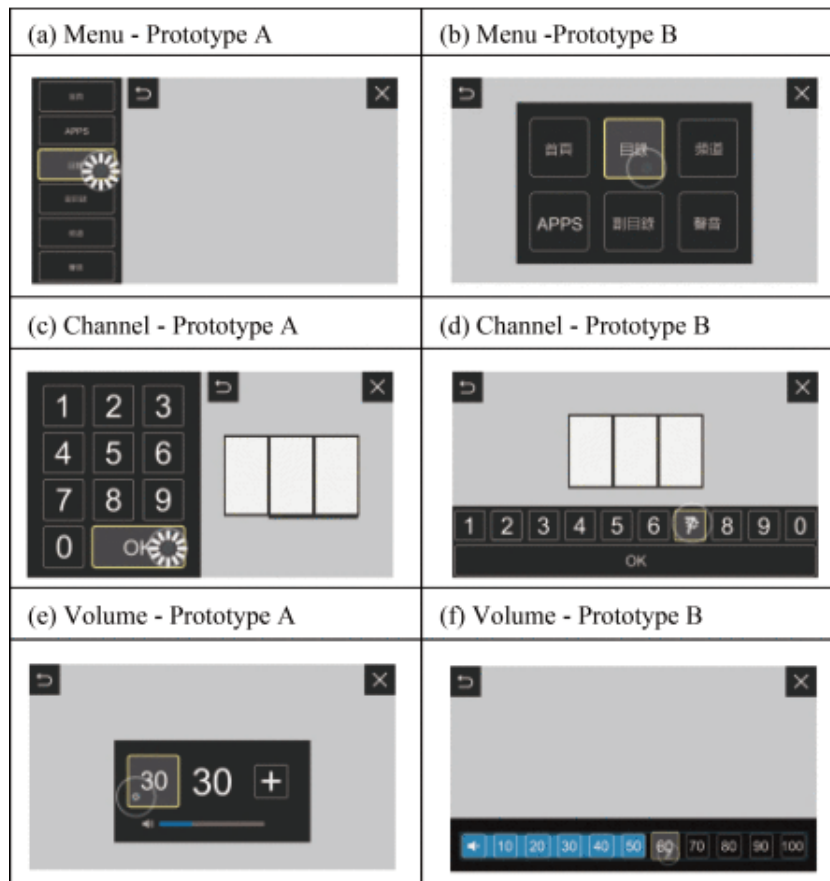 (a) Menu - Prototype A
(b) Menu -Prototype B
APPS
首頁
目錄
頻道
APPS
副目錄
聲音
(c) Channel - Prototype A
(d) Channel - Prototype B
1 2 3
4 5 6
7 8 9
0 OK
1 2 3 4 5 6 7 8 9 0
OK
(e) Volume - Prototype A
(f) Volume - Prototype B
30 30 +
10 20 30 40 50 60 70 80 90 100